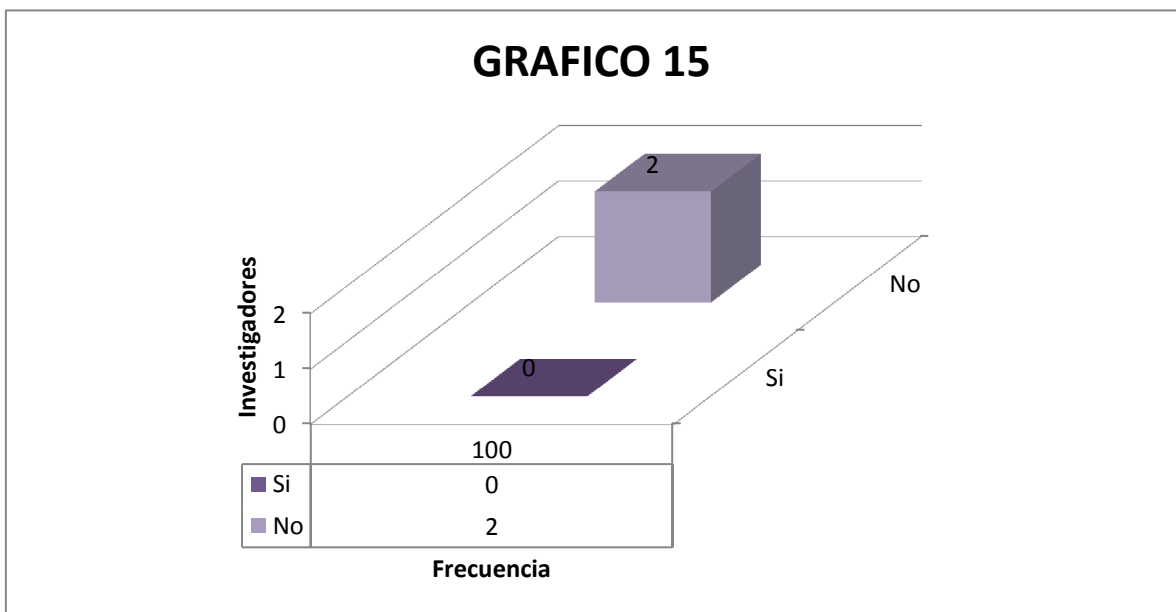 GRAFICO 15
2
No
Investigadores
2
1
0
0
Si
100
Si 0
No 2
Frecuencia